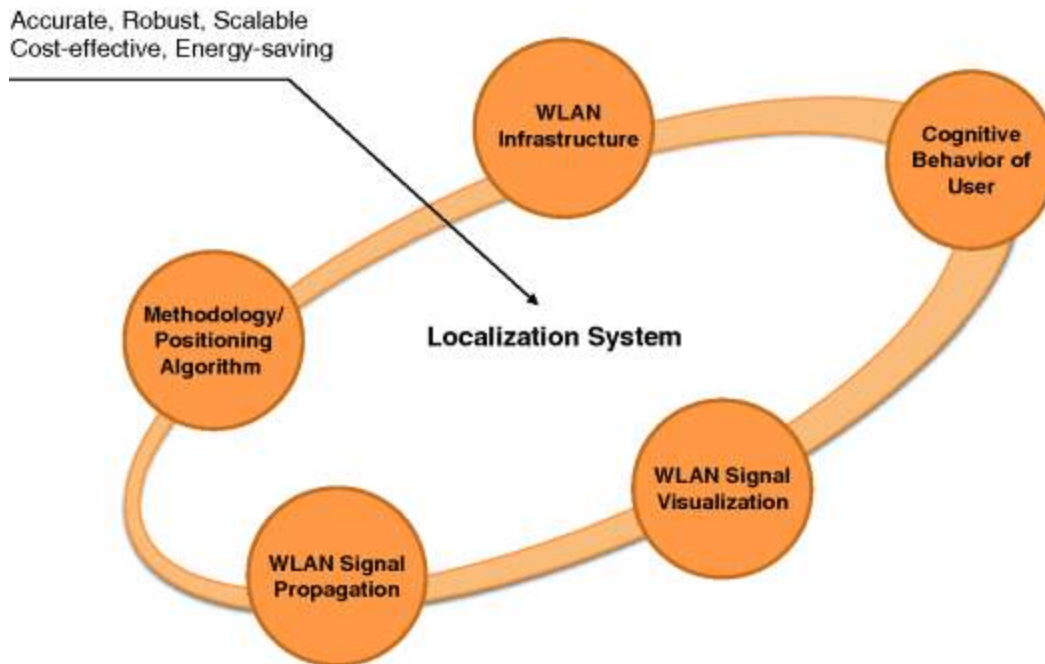 Accurate, Robust, Scalable
Cost-effective, Energy-saving
WLAN
Infrastructure
Cognitive
Behavior of
User
Methodology/
Positioning
Algorithm
Localization System
WLAN Signal
Visualization
WLAN Signal
Propagation